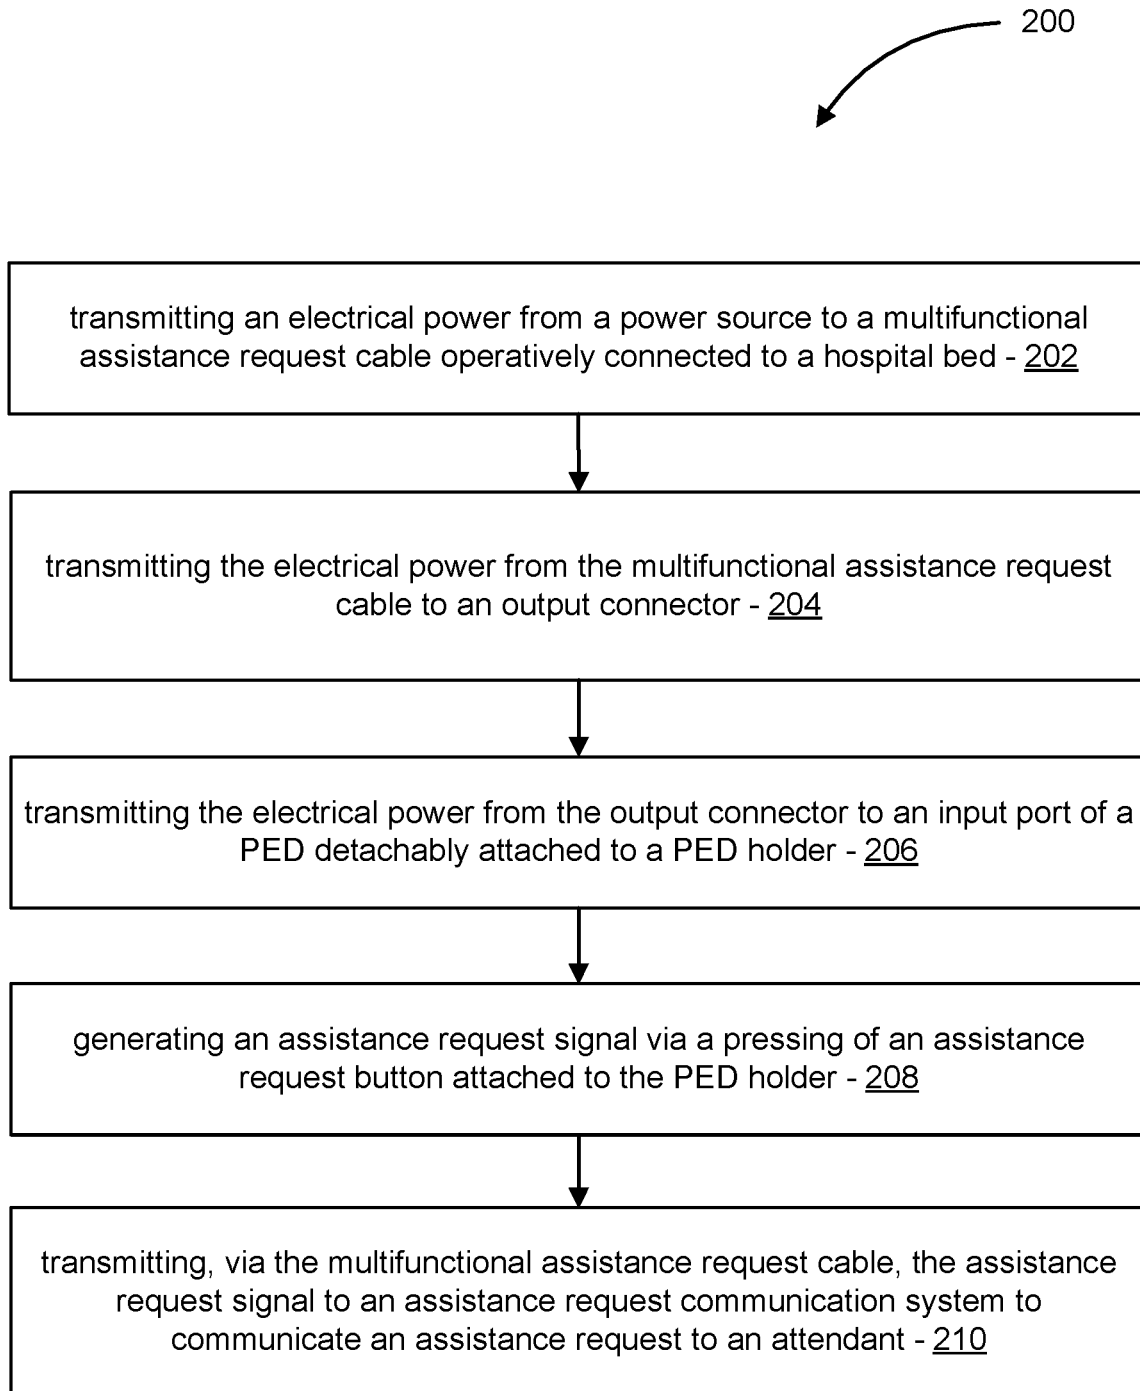 200
transmitting an electrical power from a power source to a multifunctional
assistance request cable operatively connected to a hospital bed - 202
transmitting the electrical power from the multifunctional assistance request
cable to an output connector - 204
transmitting the electrical power from the output connector to an input port of a
PED detachably attached to a PED holder - 206
generating an assistance request signal via a pressing of an assistance
request button attached to the PED holder - 208
transmitting, via the multifunctional assistance request cable, the assistance
request signal to an assistance request communication system to
communicate an assistance request to an attendant - 210